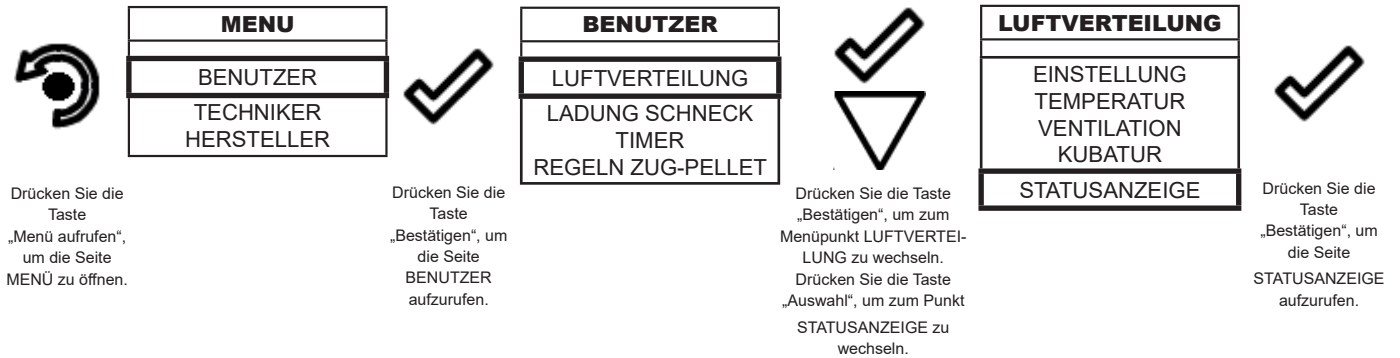 MENU
BENUTZER
TECHNIKER
HERSTELLER
BENUTZER
LUFTVERTEILUNG
LADUNG SCHNECK
TIMER
REGELN ZUG-PELLET
LUFTVERTEILUNG
EINSTELLUNG
TEMPERATUR
VENTILATION
KUBATUR
STATUSANZEIGE
Drücken Sie die
Taste
„Menü aufrufen“,
um die Seite
MENÜ zu öffnen.
Drücken Sie die
Taste
„Bestätigen“, um
die Seite
BENUTZER
aufzurufen.
Drücken Sie die Taste
„Bestätigen“, um zum
Menüpunkt LUFTVERTEI-
LUNG zu wechseln.
Drücken Sie die Taste
„Auswahl“, um zum Punkt
STATUSANZEIGE zu
wechseln.
Drücken Sie die
Taste
„Bestätigen“, um
die Seite
STATUSANZEIGE
aufzurufen.